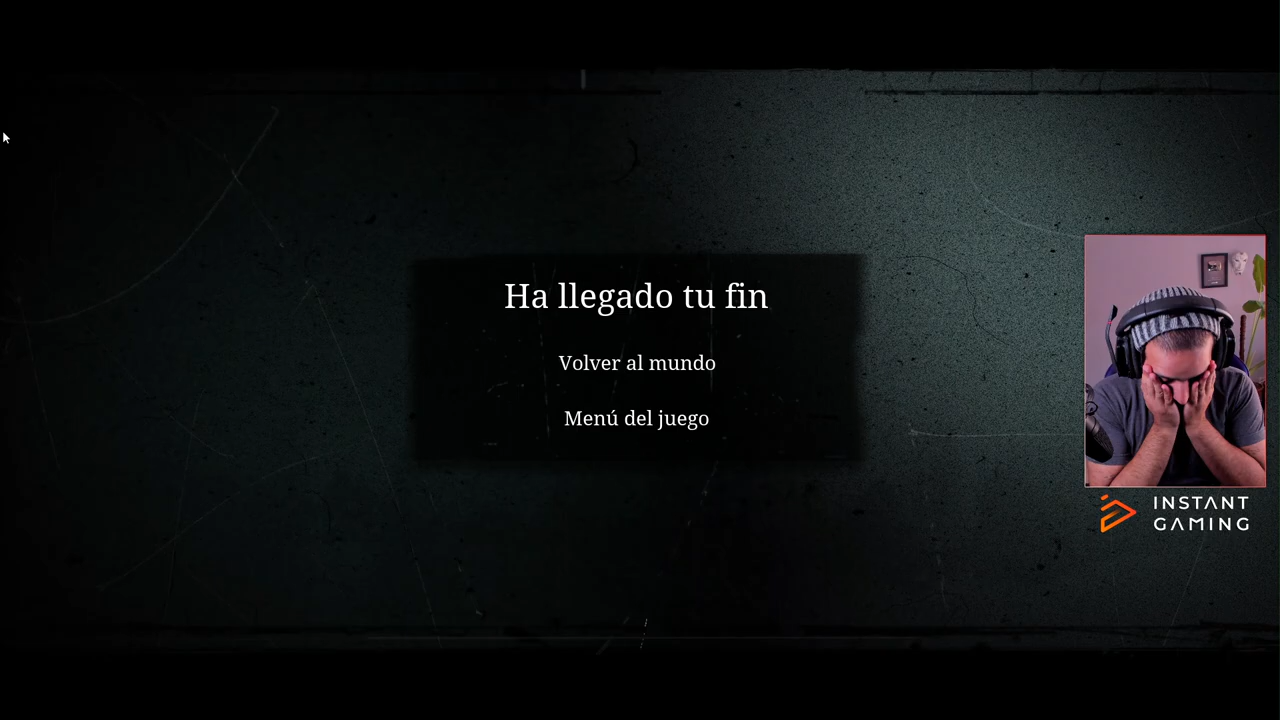 Ha llegado tu fin
Volver al mundo
Menú del juego
INSTANT
GAMING